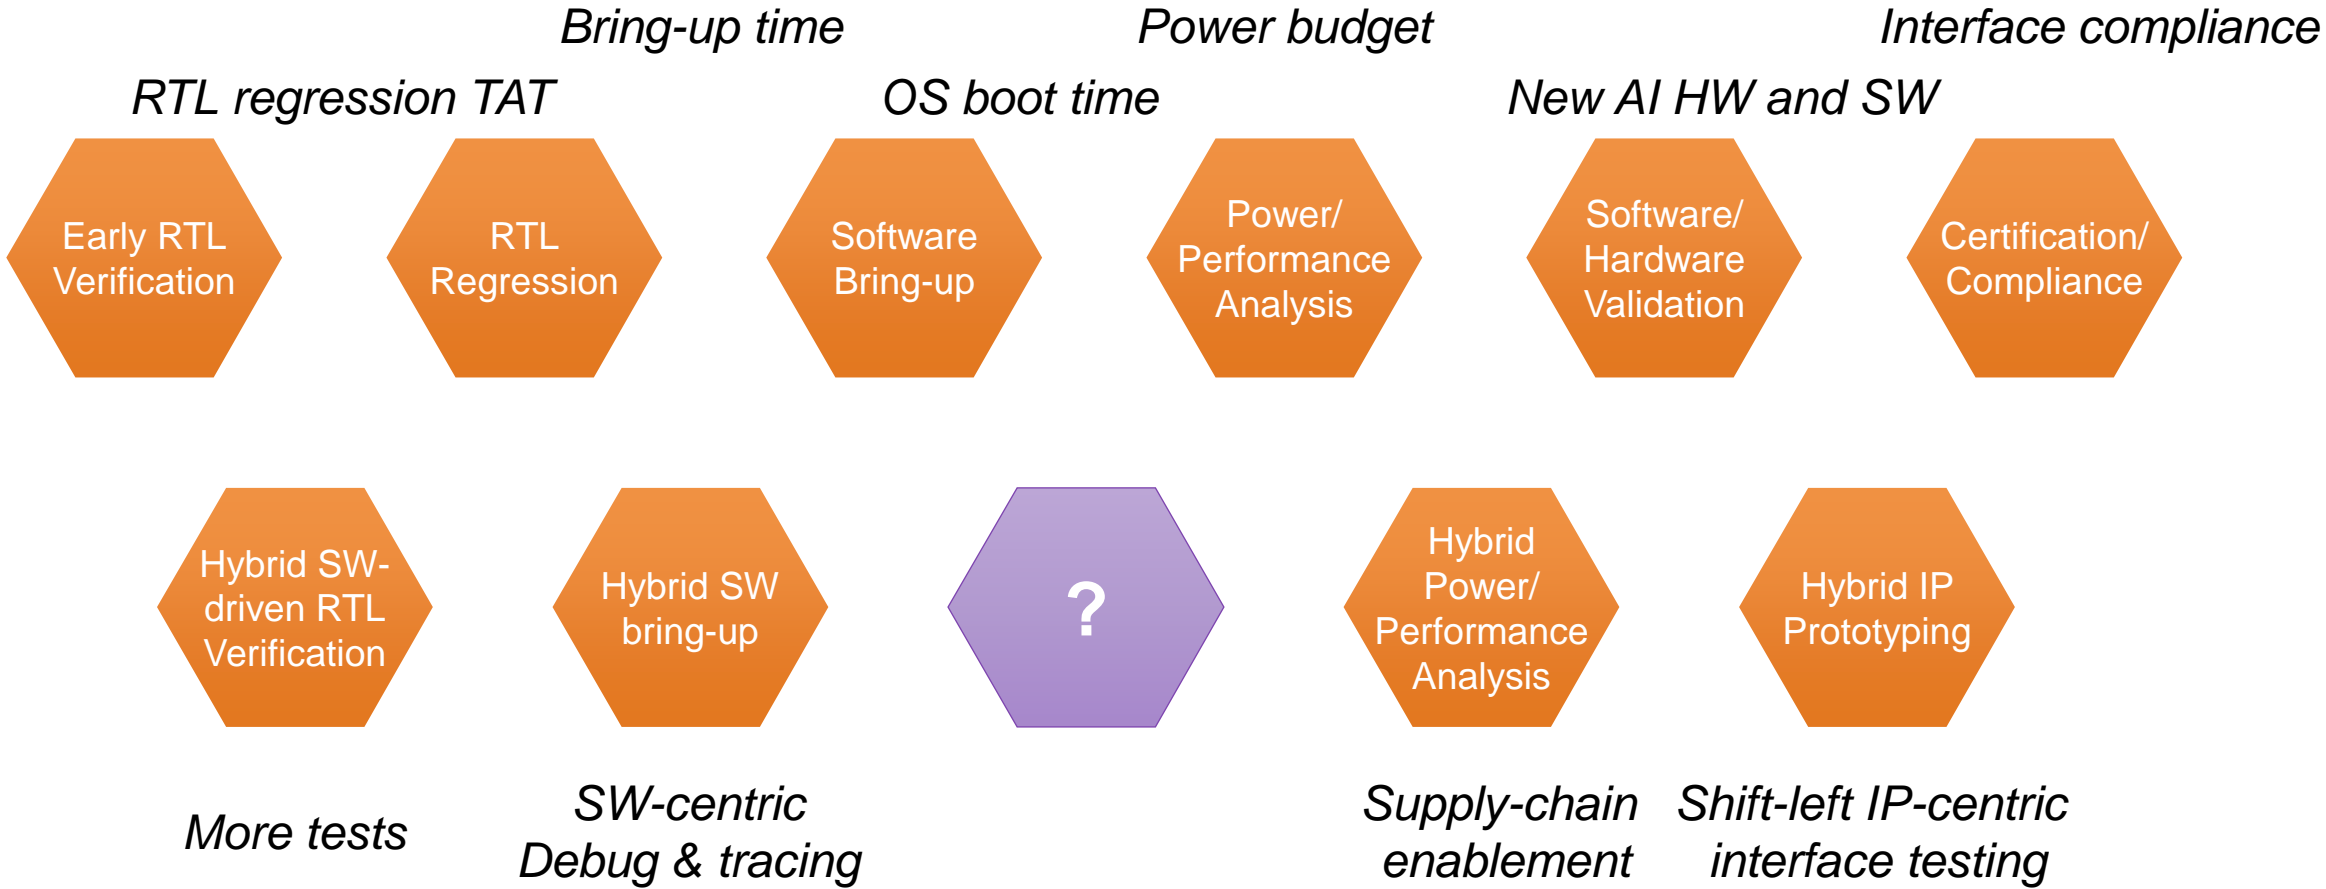 Bring-up time
Power budget
Interface compliance
RTL regression TAT
OS boot time
New AI HW and SW
Early RTL
Verification
RTL
Regression
Software
Bring-up
Power/
Performance
Analysis
Software/
Hardware
Validation
Certification/
Compliance
Hybrid SW-
driven RTL
Verification
Hybrid SW
bring-up
?
Hybrid
Power/
Performance
Analysis
Hybrid IP
Prototyping
More tests
SW-centric
Debug & tracing
Supply-chain
enablement
Shift-left IP-centric
interface testing